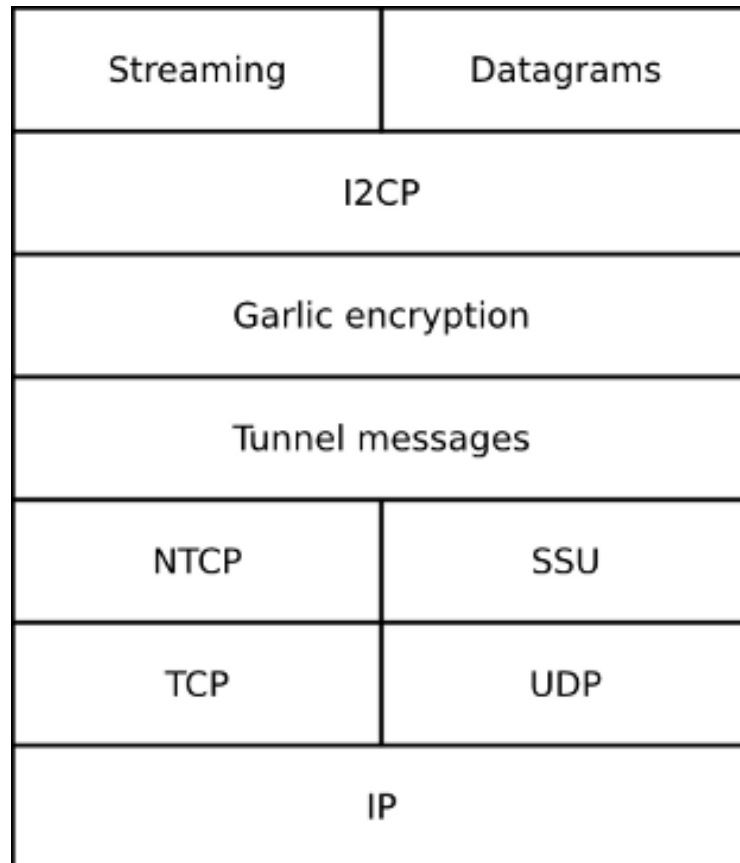 Streaming Datagrams
I2CP
Garlic encryption
Tunnel messages
NTCP SSU
TCP UDP
IP